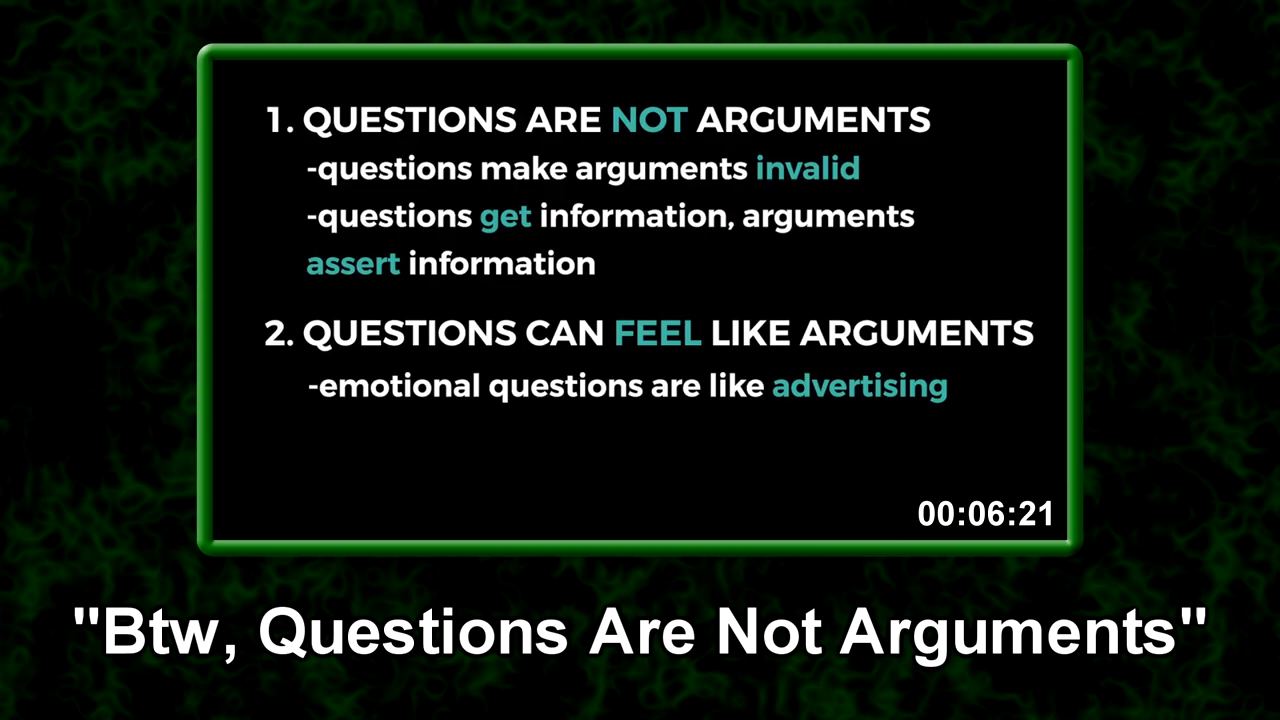 1. QUESTIONS ARE NOT ARGUMENTS
-questions make arguments invalid
-questions get information, arguments
assert information
2. QUESTIONS CAN FEEL LIKE ARGUMENTS
-emotional questions are like advertising
00:06:21
"Btw, Questions Are Not Arguments"